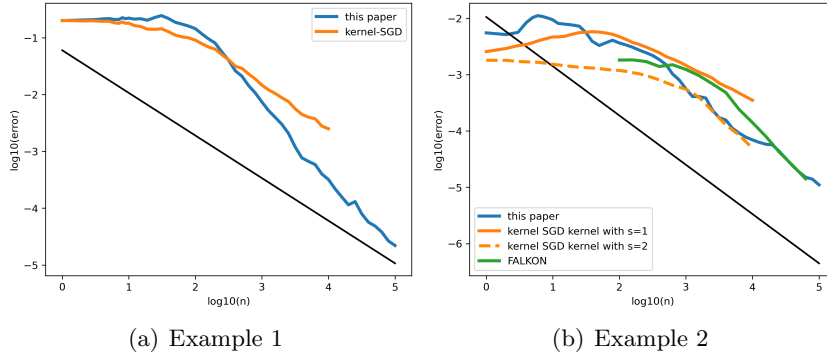 this paper
kernel-SGD
−1
−2
−3
−4
−5
log10(error)
0 1 2 3 4 5
log10(n)
(a) Example 1
−2
−3
−4
−5
−6
log10(error)
this paper
kernel SGD kernel with s=1
kernel SGD kernel with s=2
FALKON
0 1 2 3 4 5
log10(n)
(b) Example 2